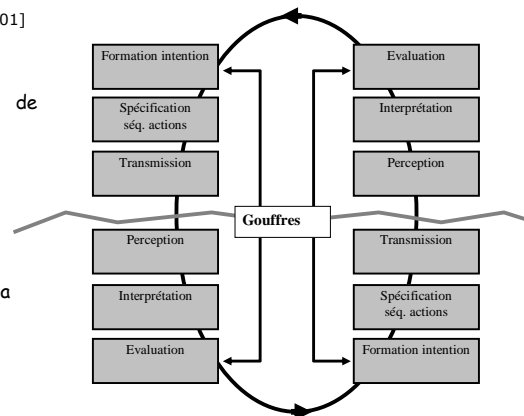 01]
Formation intention
Evaluation
de
Spécification
séq. actions
Interprétation
Transmission
Perception
Gouffres
Perception
Transmission
a
Interprétation
Spécification
séq. actions
Evaluation
Formation intention